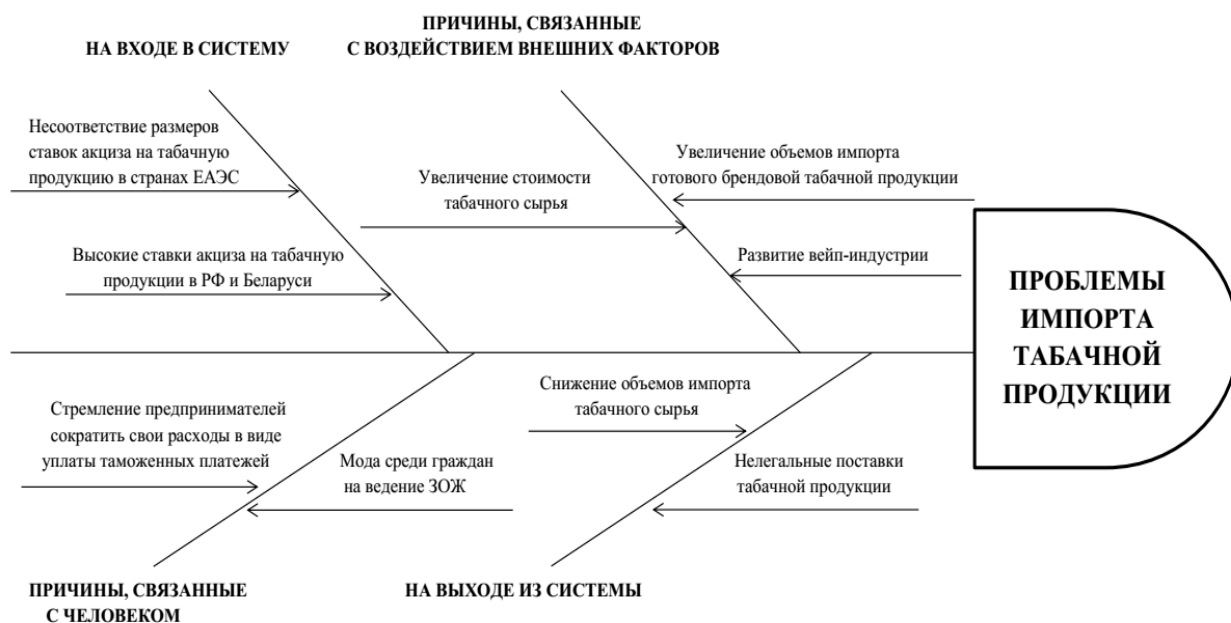 НА ВХОДЕ В СИСТЕМУ
ПРИЧИНЫ, СВЯЗАННЫЕ
С ВОЗДЕЙСТВИЕМ ВНЕШНИХ ФАКТОРОВ
Несоответствие размеров
ставок акциза на табачную
продукцию в странах ЕАЭС
Высокие ставки акциза на табачную
продукции в РФ и Беларуси
Увеличение стоимости
табачного сырья
Увеличение объемов импорта
готового брендовой табачной продукции
Развитие вейп-индустрии
ПРОБЛЕМЫ
ИМПОРТА
ТАБАЧНОЙ
ПРОДУКЦИИ
Стремление предпринимателей
сократить свои расходы в виде
уплаты таможенных платежей
Мода среди граждан
на ведение ЗОЖ
Снижение объемов импорта
табачного сырья
Нелегальные поставки
табачной продукции
ПРИЧИНЫ, СВЯЗАННЫЕ
С ЧЕЛОВЕКОМ
НА ВЫХОДЕ ИЗ СИСТЕМЫ